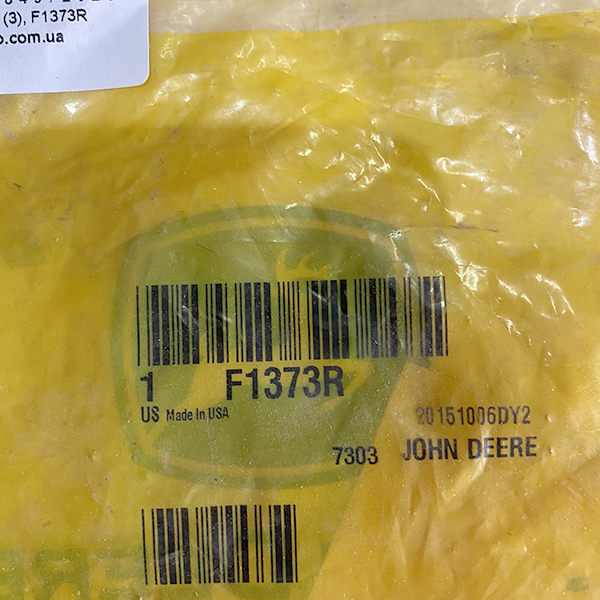 (3), F1373R
o.com.ua
1 F1373R
US Made In USA
20151006DY2
7303 JOHN DEERE